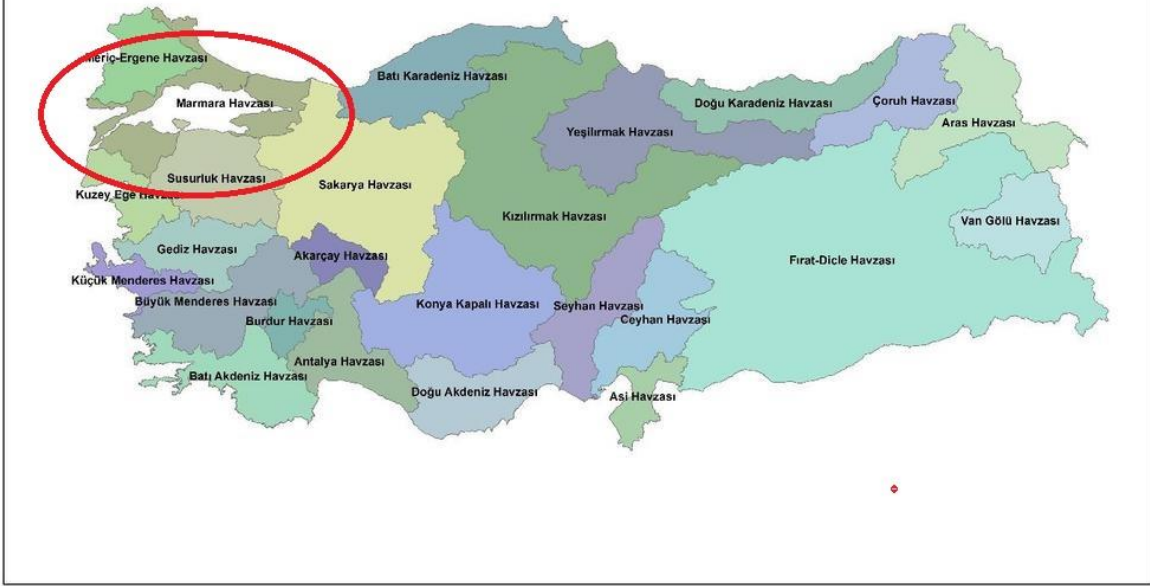 Meriç-Ergene Havzası
Batı Karadeniz Havzası
Marmara Havzası
Doğu Karadeniz Havzası
Çoruh Havzası
Aras Havzası
Yeşilırmak Havzası
Susurluk Havzası
Sakarya Havzası
Kuzey Ege Havzası
Kızılırmak Havzası
Van Gölü Havzası
Gediz Havzası
Akarçay Havzası
Fırat-Dicle Havzası
Küçük Menderes Havzası
Büyük Menderes Havzası
Konya Kapalı Havzası
Seyhan Havzası
Burdur Havzası
Ceyhan Havzası
Antalya Havzası
Batı Akdeniz Havzası
Doğu Akdeniz Havzası
Asi Havzası